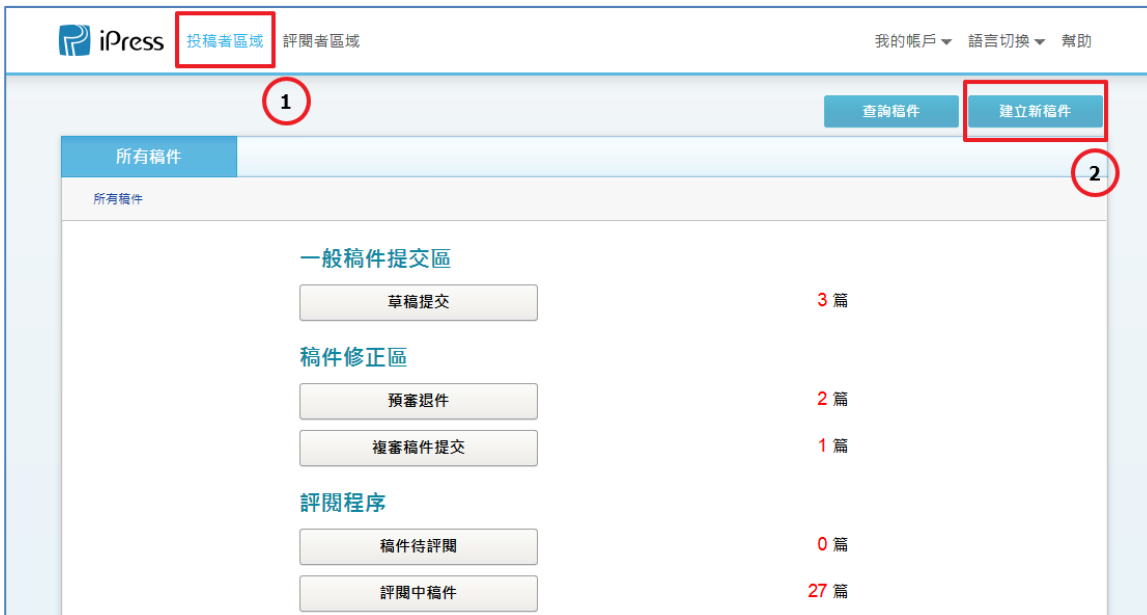 iPress 投稿者區域 評閱者區域 我的帳戶 語言切換 幫助
1
查詢稿件 建立新稿件
2
所有稿件
所有稿件
一般稿件提交區
草稿提交 3 篇
稿件修正區
預審退件 2 篇
複審稿件提交 1 篇
評閱程序
稿件待評閱 0 篇
評閱中稿件 27 篇